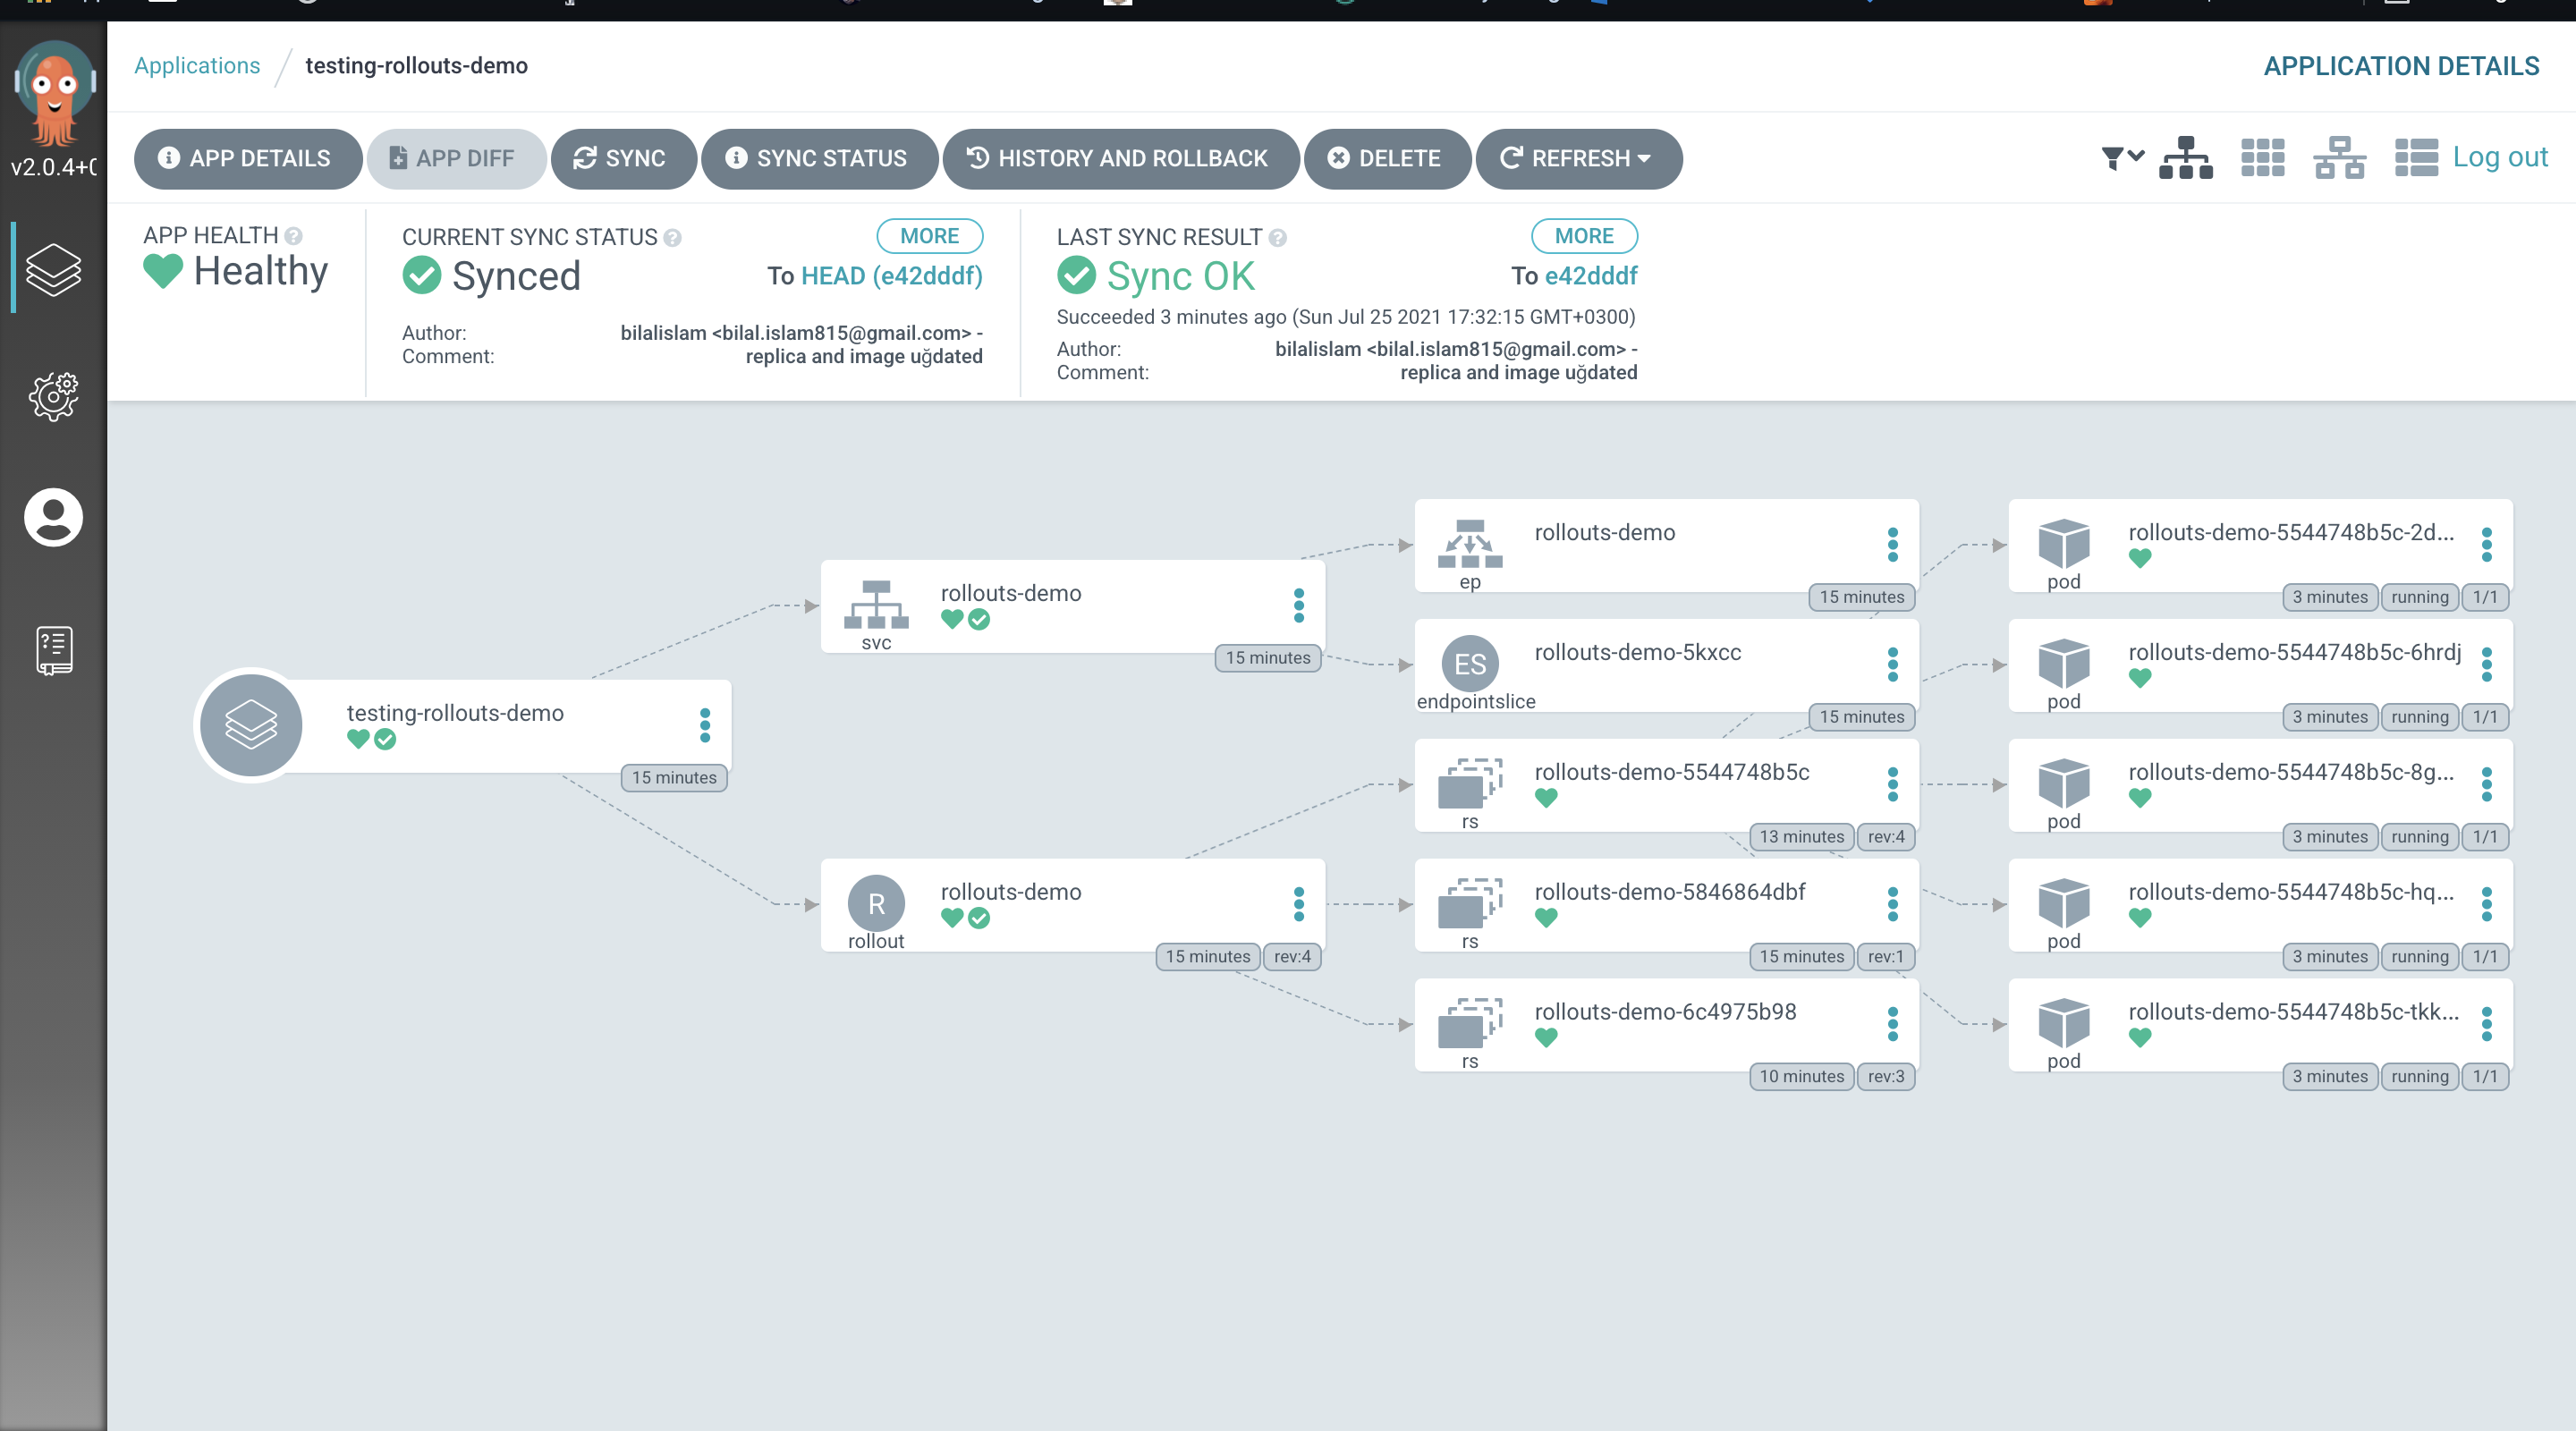 Applications
testing-rollouts-demo
APPLICATION DETAILS
v2.0.4+0
APP DETAILS
APP DIFF
SYNC
SYNC STATUS
HISTORY AND ROLLBACK
DELETE
REFRESH
Log out
APP HEALTH
Healthy
CURRENT SYNC STATUS
MORE
Synced
To HEAD (e42dddf)
Author: bilalislam <bilal.islam815@gmail.com> -
Comment: replica and image uğdated
LAST SYNC RESULT
MORE
Sync OK
To e42dddf
Succeeded 3 minutes ago (Sun Jul 25 2021 17:32:15 GMT+0300)
Author: bilalislam <bilal.islam815@gmail.com> -
Comment: replica and image uğdated
testing-rollouts-demo
15 minutes
rollouts-demo
svc
15 minutes
R
rollouts-demo
rollout
15 minutes rev:4
rollouts-demo
ep
15 minutes
ES
rollouts-demo-5kxcc
endpointslice
15 minutes
rollouts-demo-5544748b5c
rs
13 minutes rev:4
rollouts-demo-5846864dbf
rs
15 minutes rev:1
rollouts-demo-6c4975b98
rs
10 minutes rev:3
rollouts-demo-5544748b5c-2d...
pod
3 minutes running 1/1
rollouts-demo-5544748b5c-6hrdj
pod
3 minutes running 1/1
rollouts-demo-5544748b5c-8g...
pod
3 minutes running 1/1
rollouts-demo-5544748b5c-hq...
pod
3 minutes running 1/1
rollouts-demo-5544748b5c-tkk...
pod
3 minutes running 1/1